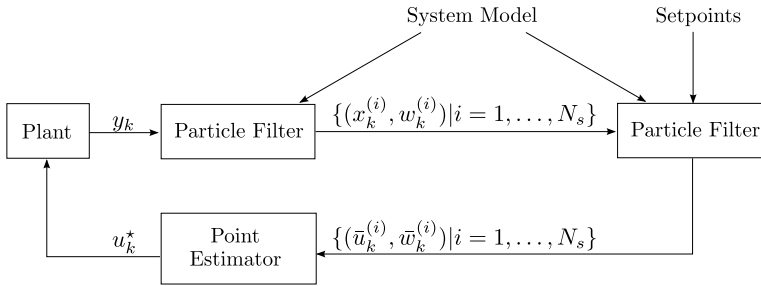 System Model
Setpoints
Plant
y_k
Particle Filter
{(x_k^{(i)}, w_k^{(i)})|i = 1, . . . , N_s}
Particle Filter
u_k^⋆
Point
Estimator
{(ū_k^{(i)}, w̄_k^{(i)})|i = 1, . . . , N_s}